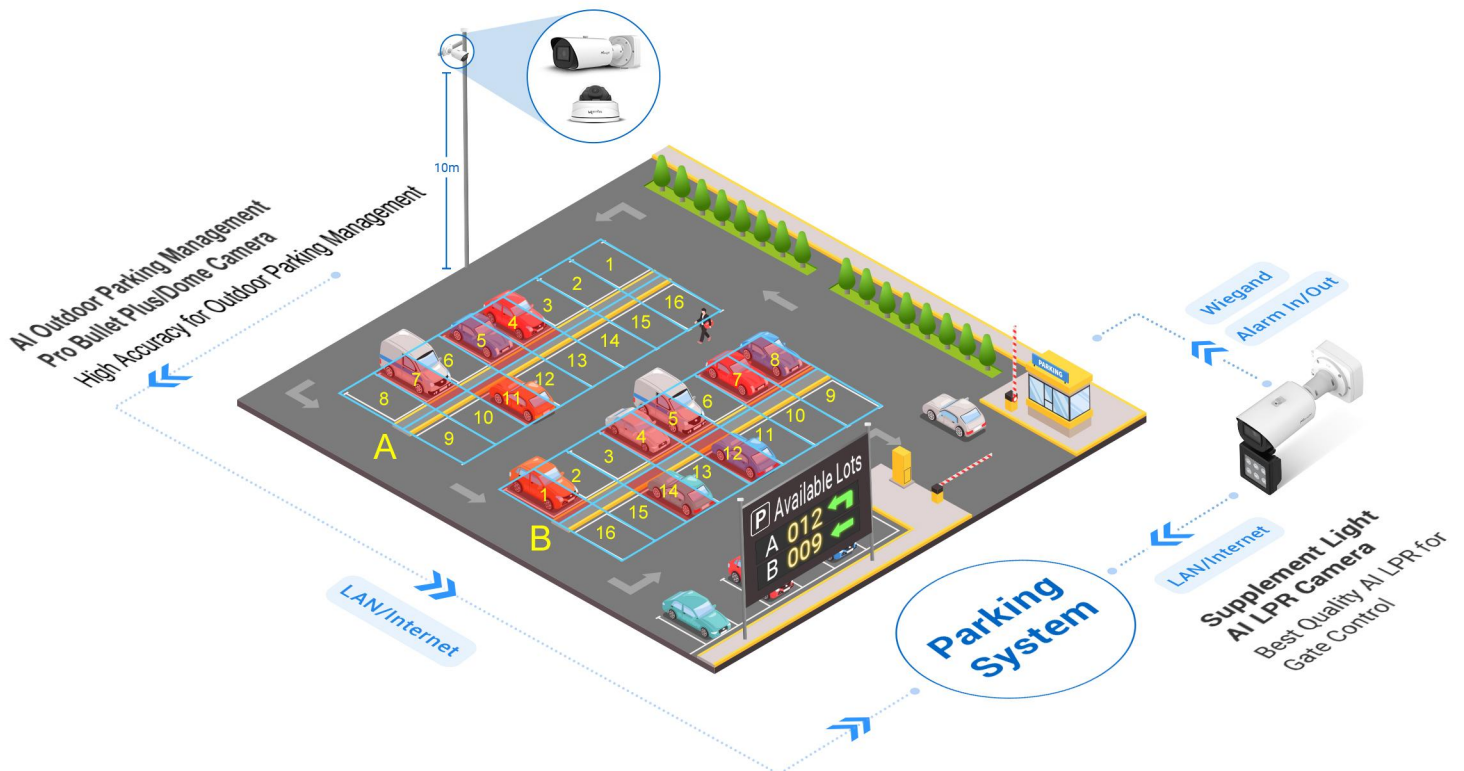 10m
AI Outdoor Parking Management
Pro Bullet Plus/Dome Camera
High Accuracy for Outdoor Parking Management
LAN/Internet
A
1
2
3
4
5
6
7
8
9
10
11
12
13
14
15
16
B
1
2
3
4
5
6
7
8
9
10
11
12
13
14
15
16
P Available Lots
A 012
B 009
PARKING
Wiegand
Alarm In/Out
LAN/Internet
Supplement Light
AI LPR Camera
Best Quality AI LPR for
Gate Control
Parking
System